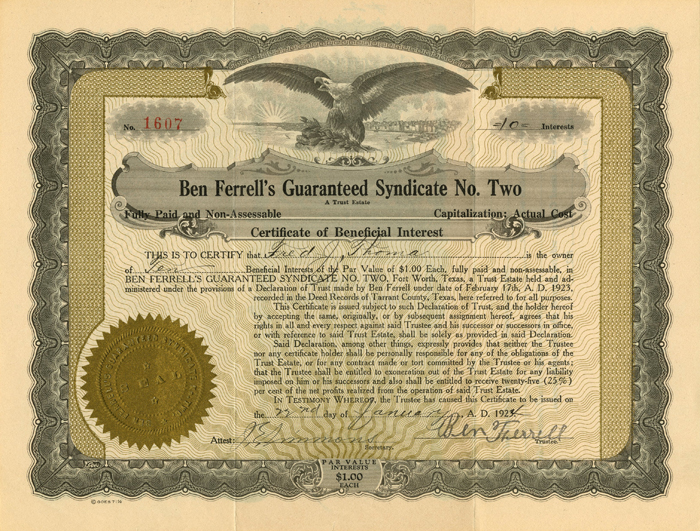 No. 1607
-10- Interests
Ben Ferrell's Guaranteed Syndicate No. Two
A Trust Estate
Fully Paid and Non-Assessable Capitalization; Actual Cost
Certificate of Beneficial Interest
THIS IS TO CERTIFY that Fred J. Thoma is the owner
of Ten Beneficial Interests of the Par Value of $1.00 Each, fully paid and non-assessable, in
BEN FERRELL'S GUARANTEED SYNDICATE NO. TWO, Fort Worth, Texas, a Trust Estate held and ad-
ministered under the provisions of a Declaration of Trust made by Ben Ferrell under date of February 17th, A. D. 1923,
recorded in the Deed Records of Tarrant County, Texas, here referred to for all purposes.
This Certificate is issued subject to such Declaration of Trust, and the holder hereof
by accepting the same, originally, or by subsequent assignment hereof, agrees that his
rights in all and every respect against said Trustee and his successor or successors in office,
or with reference to said Trust Estate, shall be solely as provided in said Declaration.
Said Declaration, among other things, expressly provides that neither the Trustee
nor any certificate holder shall be personally responsible for any of the obligations of the
Trust Estate, or for any contract made or tort committed by the Trustee or his agents;
that the Trustee shall be entitled to exoneration out of the Trust Estate for any liability
imposed on him or his successors and also shall be entitled to receive twenty-five (25%)
per cent of the net profits realized from the operation of said Trust Estate.
IN TESTIMONY WHEREOF, the Trustee has caused this Certificate to be issued on
the 22nd day of January A. D. 1924
Attest: Simmons Ben Ferrell
Secretary. Trustee.
SEAL
PAR VALUE
INTERESTS
$1.00
EACH
© GOES